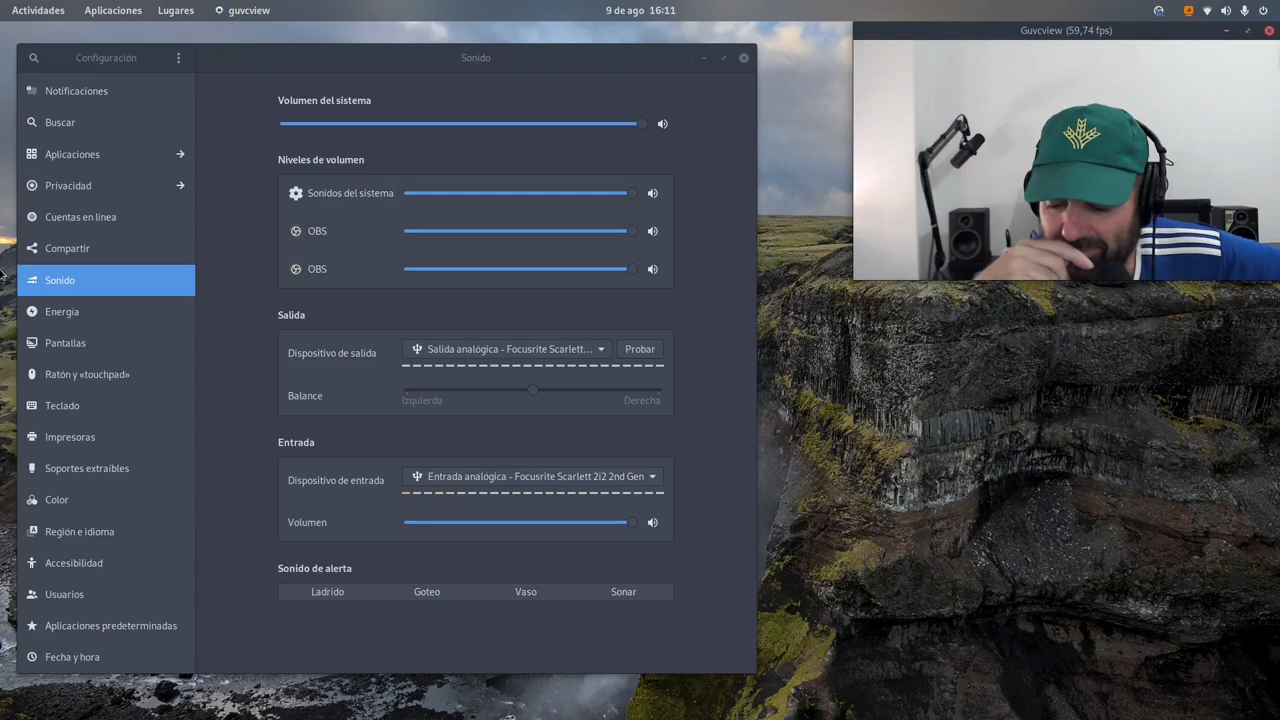 Actividades Aplicaciones Lugares guvcview 9 de ago 16:11
Guvcview (59,74 fps)
Configuración Sonido
Notificaciones
Buscar
Aplicaciones
Privacidad
Cuentas en línea
Compartir
Sonido
Energía
Pantallas
Ratón y «touchpad»
Teclado
Impresoras
Soportes extraíbles
Color
Región e idioma
Accesibilidad
Usuarios
Aplicaciones predeterminadas
Fecha y hora
Volumen del sistema
Niveles de volumen
Sonidos del sistema
OBS
OBS
Salida
Dispositivo de salida Salida analógica - Focusrite Scarlett... Probar
Balance
Izquierda Derecha
Entrada
Dispositivo de entrada Entrada analógica - Focusrite Scarlett 2i2 2nd Gen
Volumen
Sonido de alerta
Ladrido Goteo Vaso Sonar